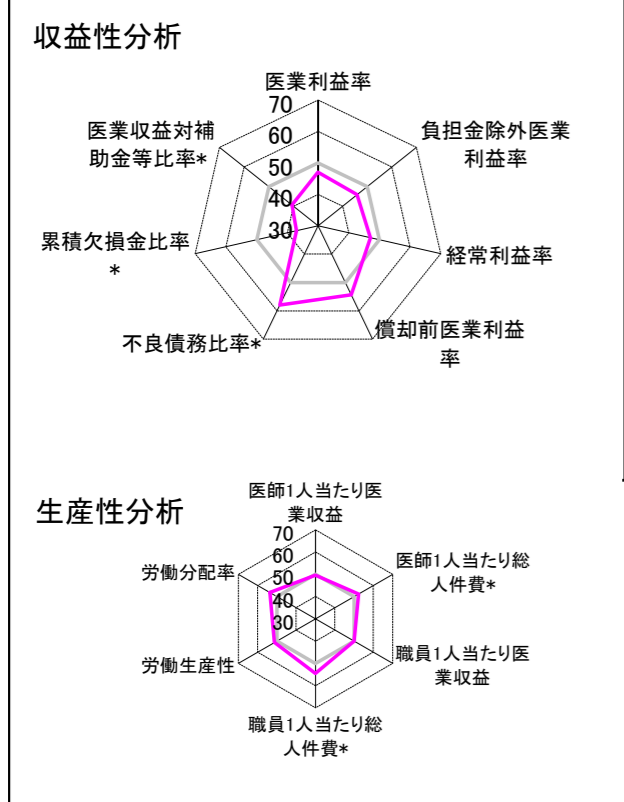 収益性分析
医業利益率
負担金除外医業
利益率
経常利益率
償却前医業利益
率
不良債務比率*
累積欠損金比率
*
医業収益対補
助金等比率*
70
60
50
40
30
生産性分析
医師1人当たり医
業収益
医師1人当たり総
人件費*
職員1人当たり医
業収益
職員1人当たり総
人件費*
労働生産性
労働分配率
70
60
50
40
30